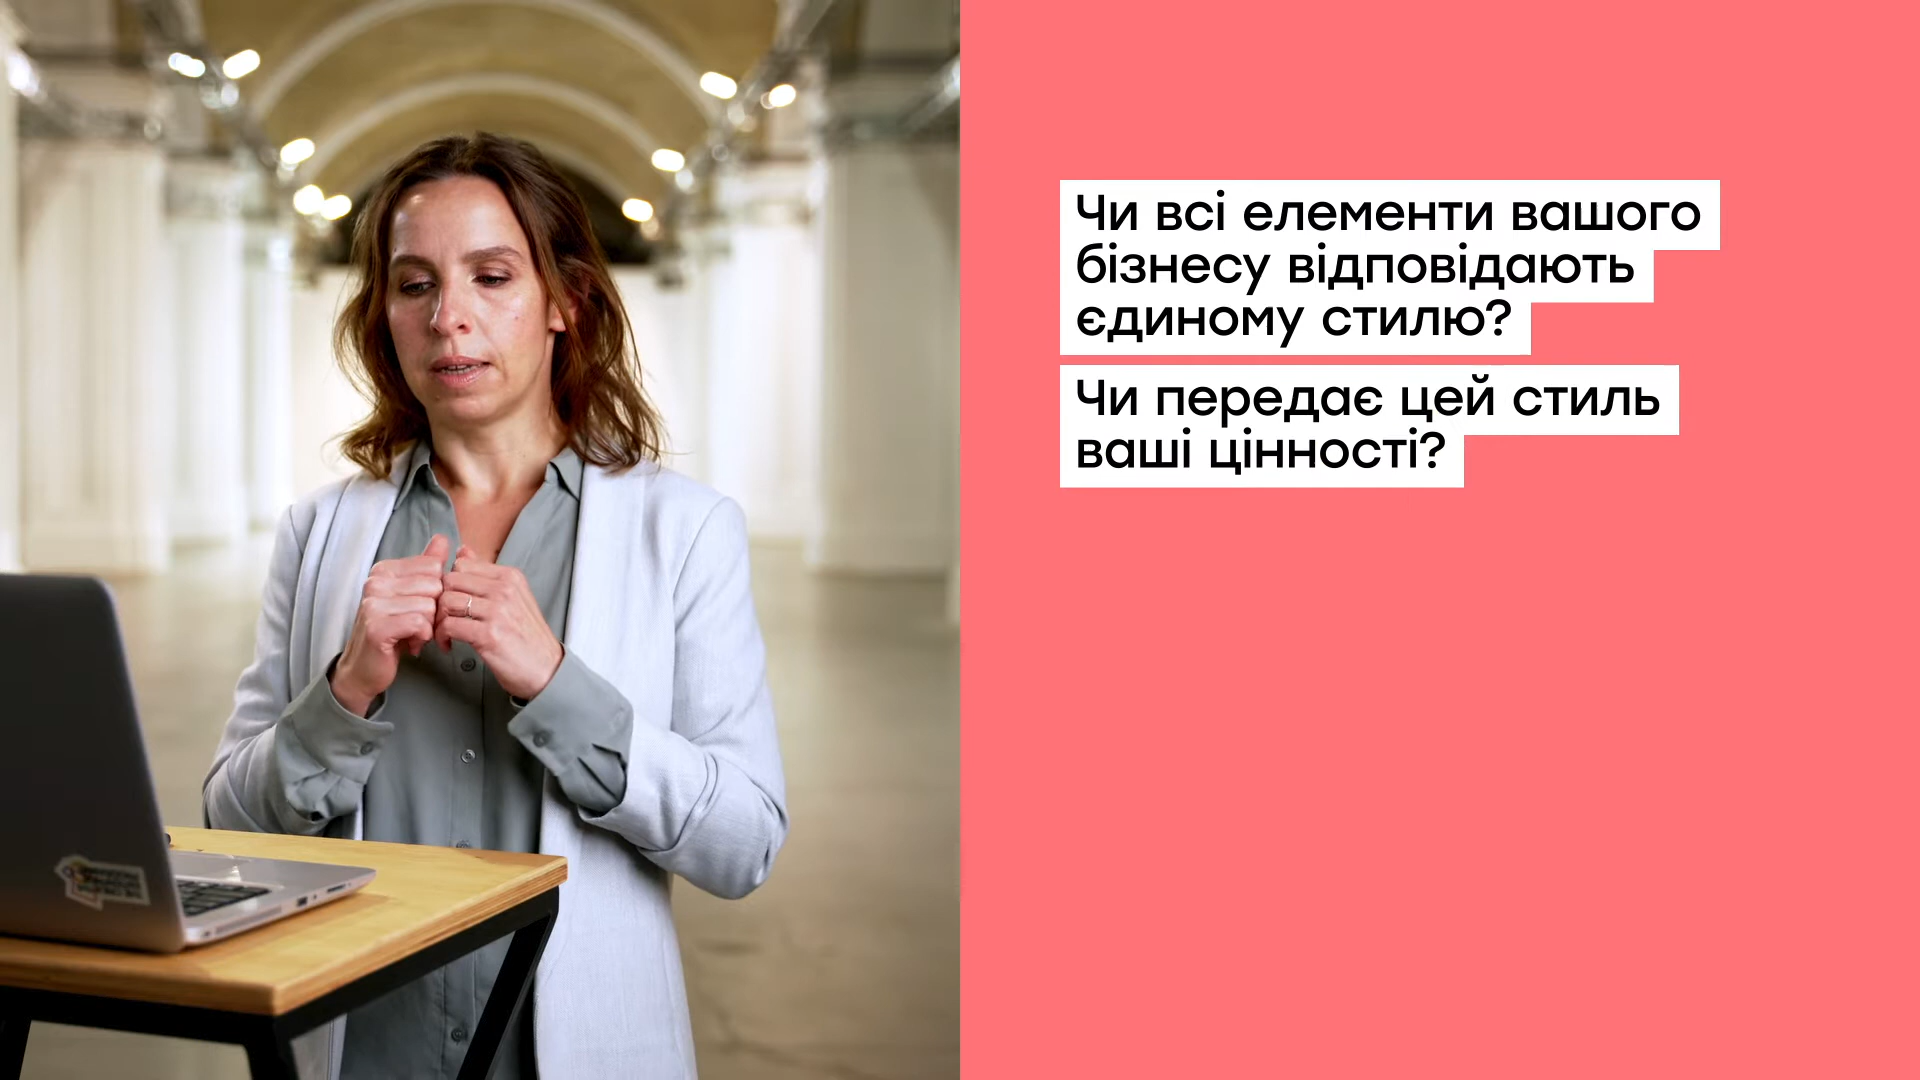 Чи всі елементи вашого
бізнесу відповідають
єдиному стилю?
Чи передає цей стиль
ваші цінності?